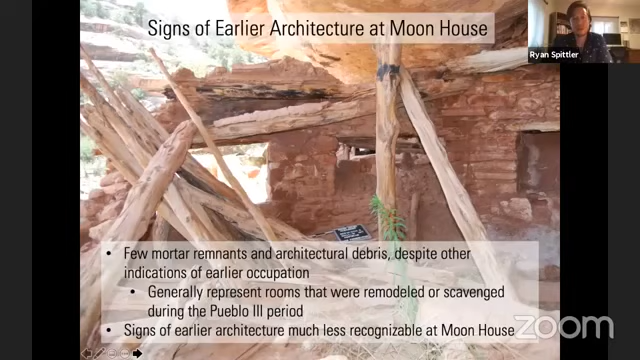 Signs of Earlier Architecture at Moon House
Ryan Spittler
• Few mortar remnants and architectural debris, despite other
indications of earlier occupation
• Generally represent rooms that were remodeled or scavenged
during the Pueblo III period
• Signs of earlier architecture much less recognizable at Moon House
zoom